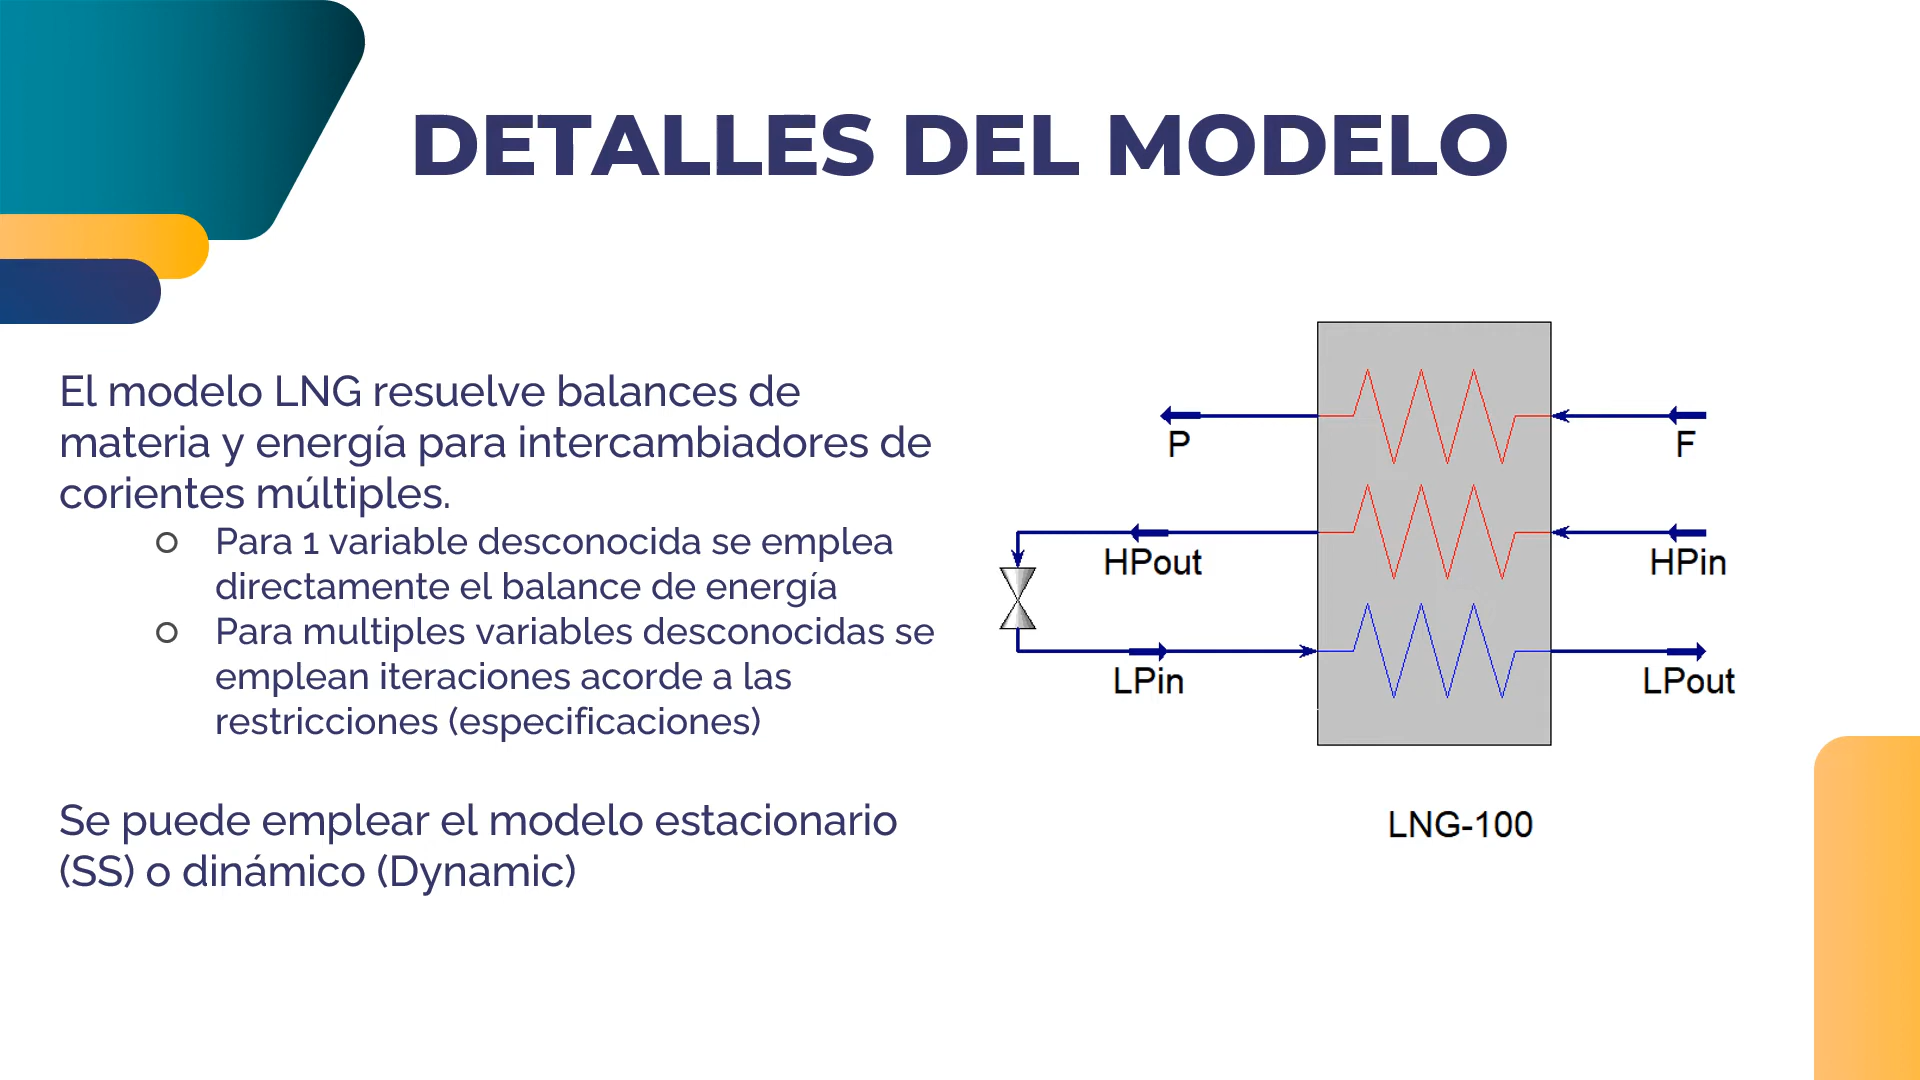 DETALLES DEL MODELO
El modelo LNG resuelve balances de
materia y energía para intercambiadores de
corientes múltiples.
Para 1 variable desconocida se emplea
directamente el balance de energía
Para multiples variables desconocidas se
emplean iteraciones acorde a las
restricciones (especificaciones)
Se puede emplear el modelo estacionario
(SS) o dinámico (Dynamic)
P
F
HPout
HPin
LPin
LPout
LNG-100